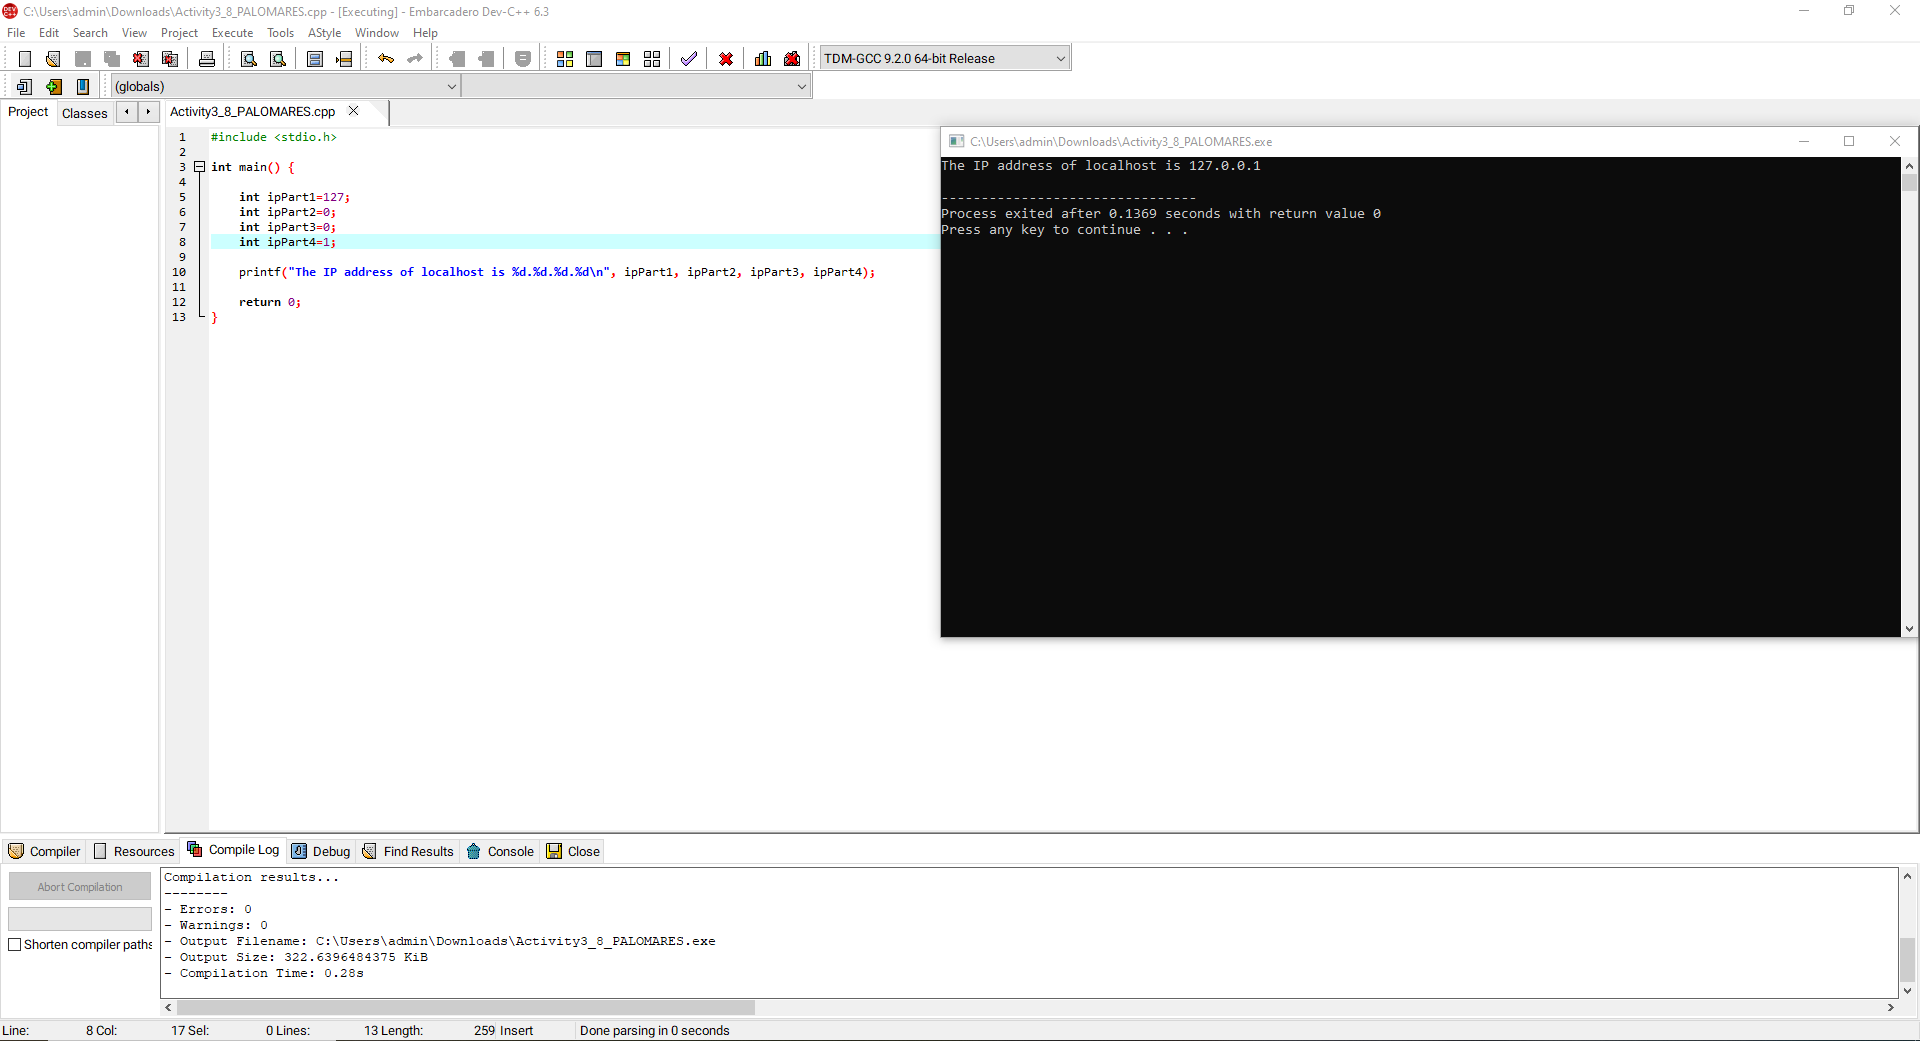 C:\Users\admin\Downloads\Activity3_8_PALOMARES.cpp - [Executing] - Embarcadero Dev-C++ 6.3
File Edit Search View Project Execute Tools AStyle Window Help
TDM-GCC 9.2.0 64-bit Release
(globals)
Project Classes
Activity3_8_PALOMARES.cpp
1 #include <stdio.h>
2
3 int main() {
4
5 int ipPart1=127;
6 int ipPart2=0;
7 int ipPart3=0;
8 int ipPart4=1;
9
10 printf("The IP address of localhost is %d.%d.%d.%d\n", ipPart1, ipPart2, ipPart3, ipPart4);
11
12 return 0;
13 }
C:\Users\admin\Downloads\Activity3_8_PALOMARES.exe
The IP address of localhost is 127.0.0.1
--------------------------------
Process exited after 0.1369 seconds with return value 0
Press any key to continue . . .
Compiler Resources Compile Log Debug Find Results Console Close
Abort Compilation
Shorten compiler paths
Compilation results...
--------
- Errors: 0
- Warnings: 0
- Output Filename: C:\Users\admin\Downloads\Activity3_8_PALOMARES.exe
- Output Size: 322.6396484375 KiB
- Compilation Time: 0.28s
Line: 8 Col: 17 Sel: 0 Lines: 13 Length: 259 Insert Done parsing in 0 seconds